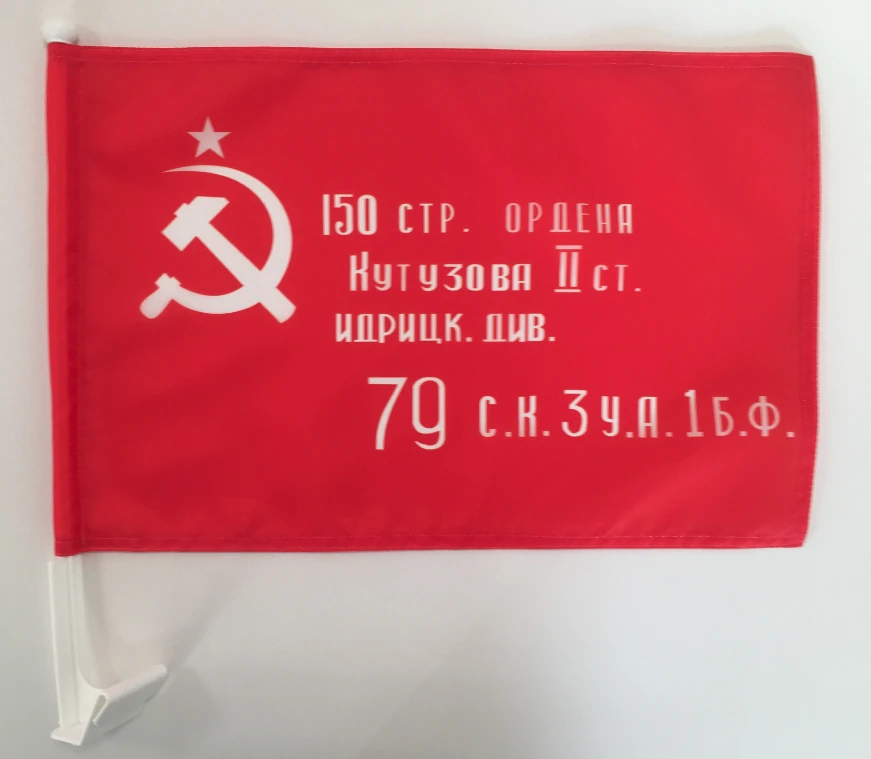 150 СТР. ОРДЕНА
КУТУЗОВА II СТ.
ИДРИЦК. ДИВ.
79 С.К. 3 У.А. 1 Б.Ф.